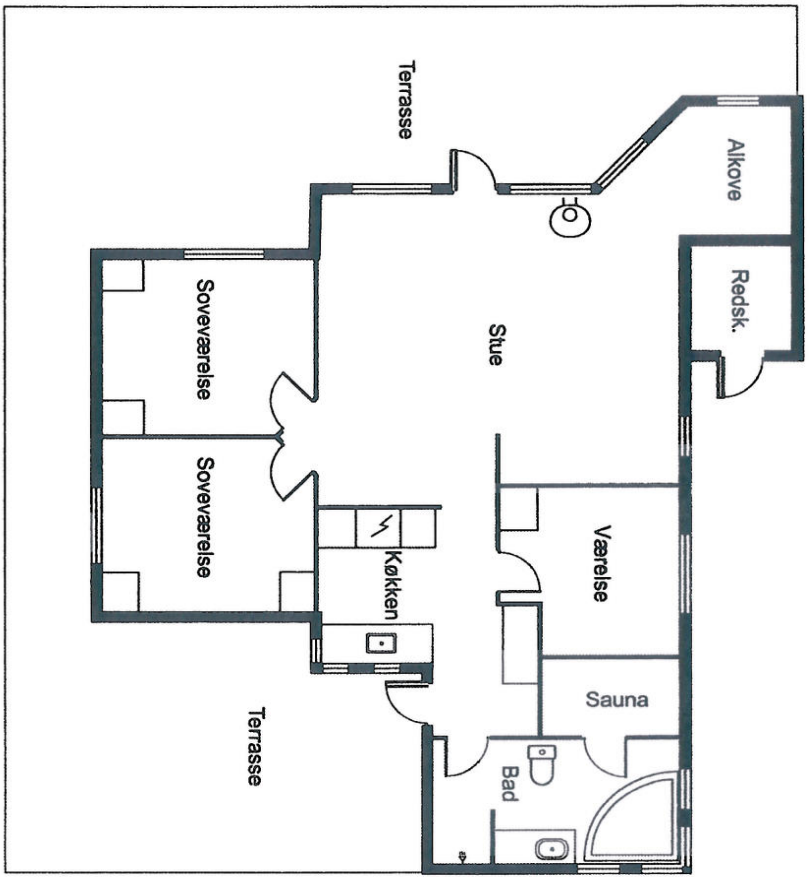 Terrasse
Alkove
Redsk.
Stue
Soveværelse
Soveværelse
Værelse
Køkken
Sauna
Bad
Terrasse